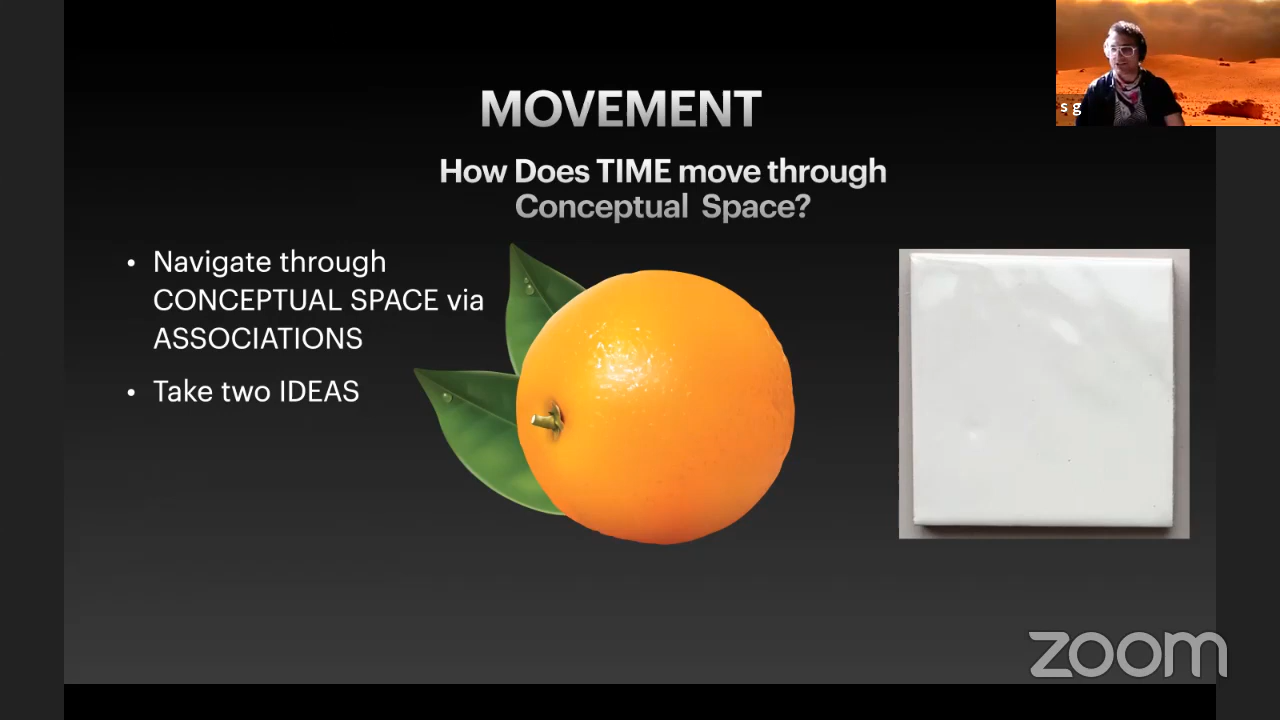 MOVEMENT
How Does TIME move through
Conceptual Space?
• Navigate through
CONCEPTUAL SPACE via
ASSOCIATIONS
• Take two IDEAS
s g
zoom